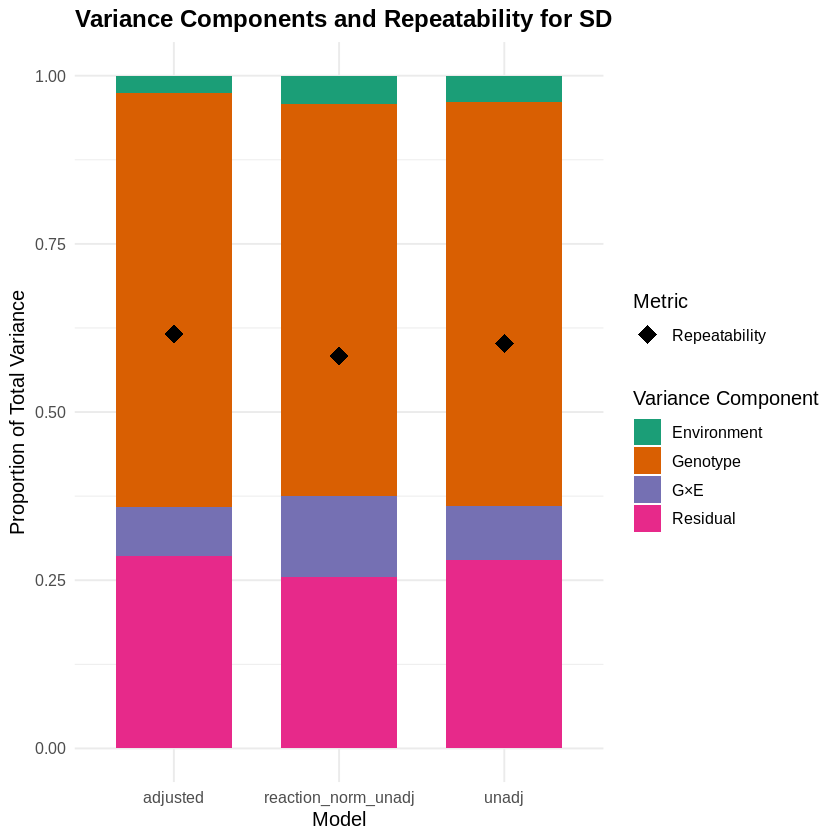 Variance Components and Repeatability for SD
Proportion of Total Variance
1.00
0.75
0.50
0.25
0.00
adjusted
reaction_norm_unadj
unadj
Model
Metric
Repeatability
Variance Component
Environment
Genotype
G×E
Residual